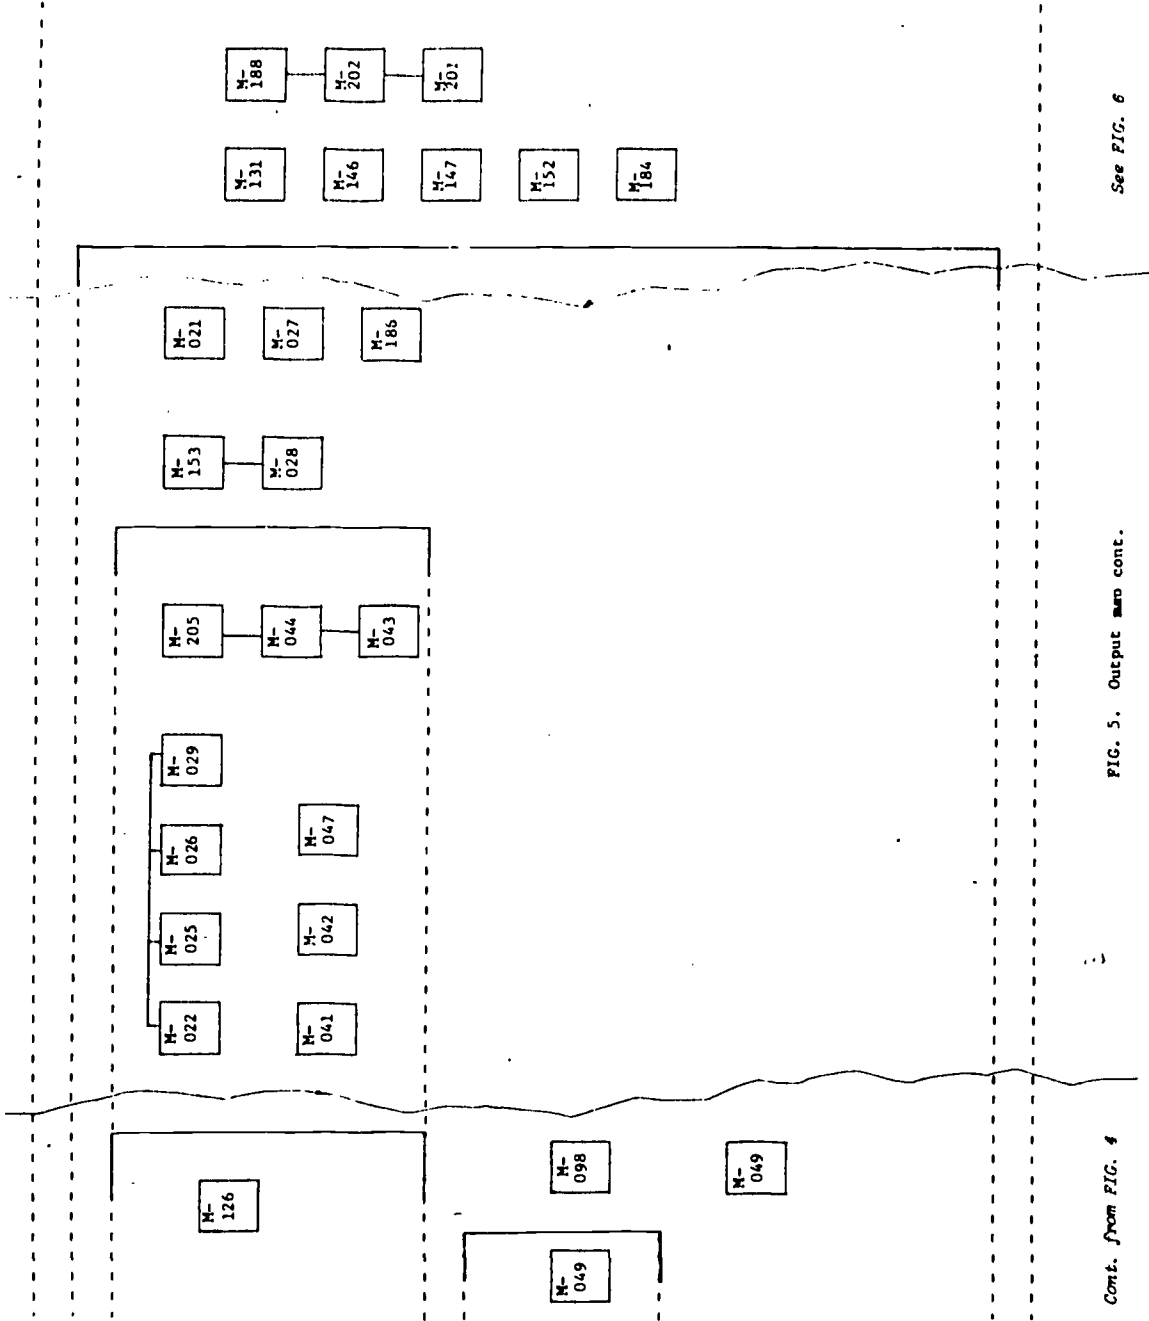 M-
126
M-
049
M-
098
M-
049
M-
022
M-
025
M-
026
M-
029
M-
041
M-
042
M-
047
M-
205
M-
044
M-
043
M-
153
M-
028
M-
021
M-
027
M-
186
M-
131
M-
146
M-
147
M-
152
M-
184
M-
188
M-
202
M-
201
Cont. from FIG. 4
FIG. 5. Output cont.
See FIG. 6